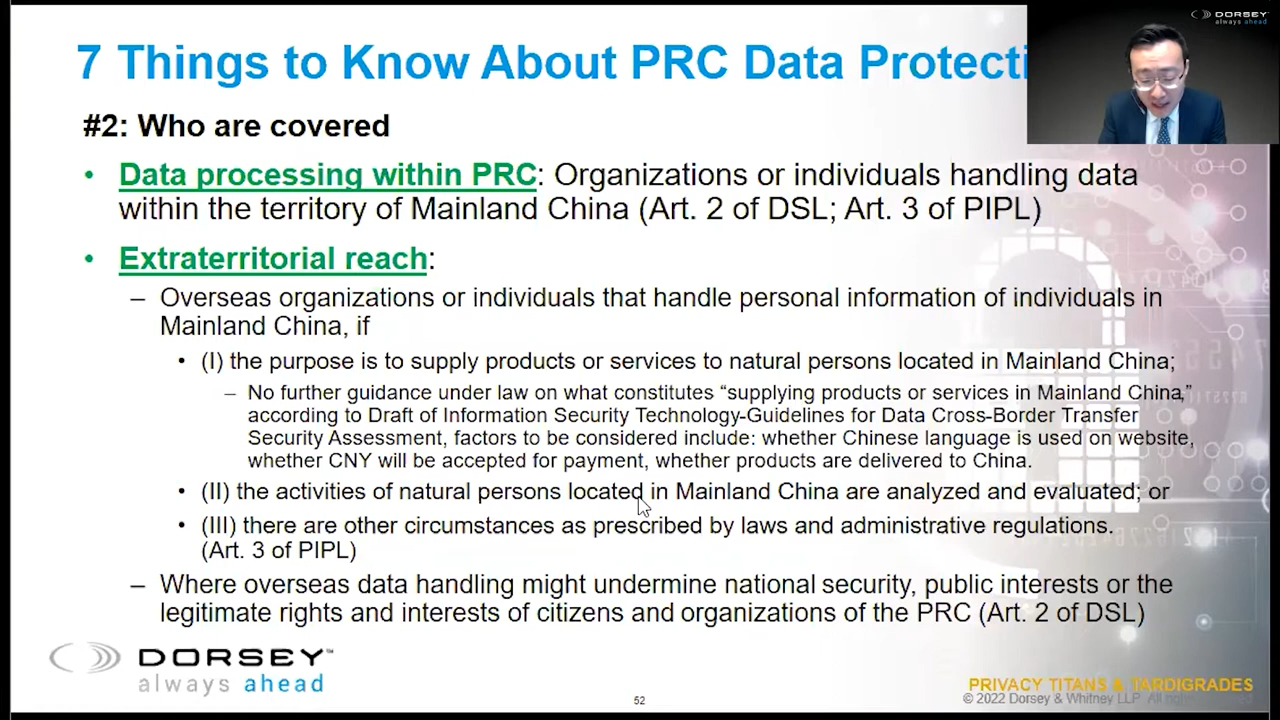 7 Things to Know About PRC Data Protecti
DORSEY
always ahead
#2: Who are covered
• Data processing within PRC: Organizations or individuals handling data
within the territory of Mainland China (Art. 2 of DSL; Art. 3 of PIPL)
• Extraterritorial reach:
– Overseas organizations or individuals that handle personal information of individuals in
Mainland China, if
• (I) the purpose is to supply products or services to natural persons located in Mainland China;
– No further guidance under law on what constitutes “supplying products or services in Mainland China,”
according to Draft of Information Security Technology-Guidelines for Data Cross-Border Transfer
Security Assessment, factors to be considered include: whether Chinese language is used on website,
whether CNY will be accepted for payment, whether products are delivered to China.
• (II) the activities of natural persons located in Mainland China are analyzed and evaluated; or
• (III) there are other circumstances as prescribed by laws and administrative regulations.
(Art. 3 of PIPL)
– Where overseas data handling might undermine national security, public interests or the
legitimate rights and interests of citizens and organizations of the PRC (Art. 2 of DSL)
DORSEY™
always ahead
52
PRIVACY TITANS & TARDIGRADES
© 2022 Dorsey & Whitney LLP. All rights